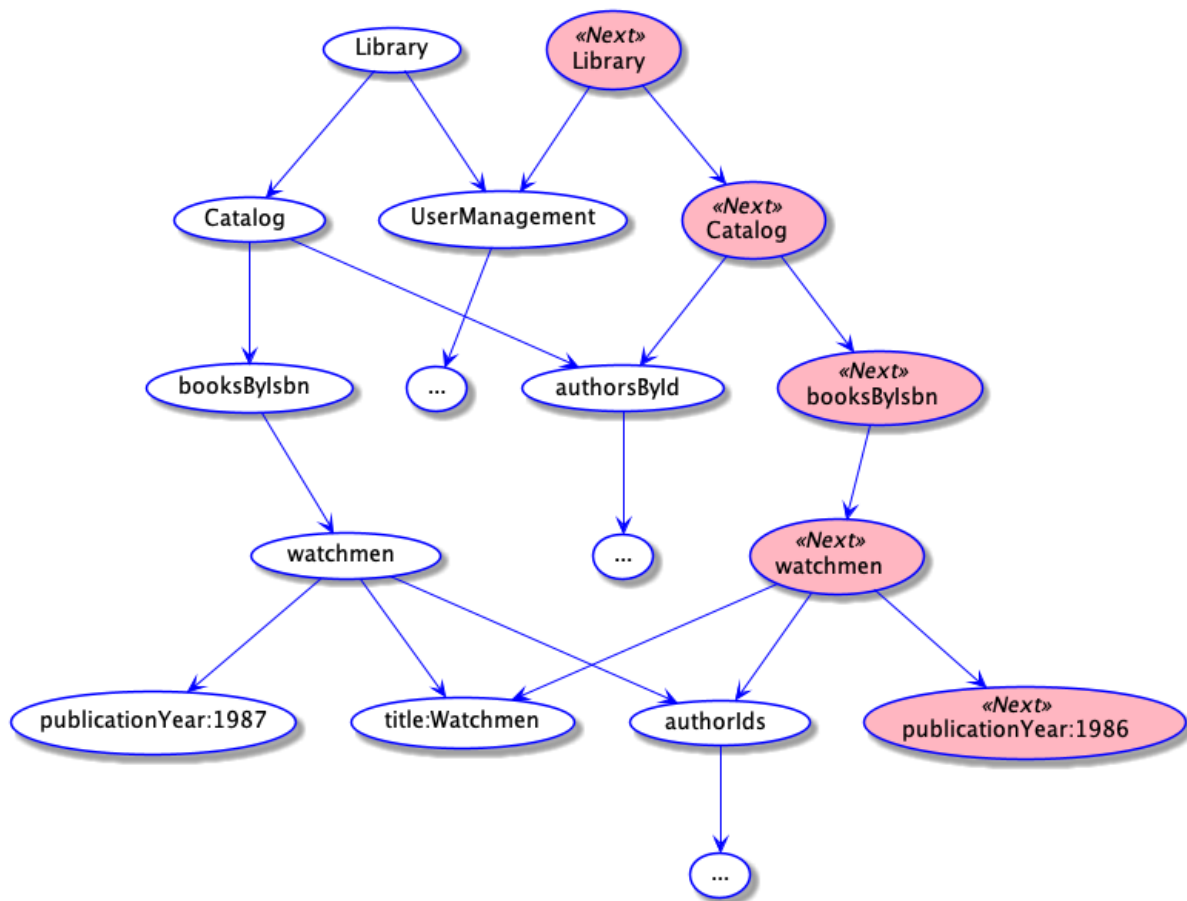 Library
«Next»
Library
Catalog
UserManagement
«Next»
Catalog
booksByIsbn
...
authorsById
«Next»
booksByIsbn
watchmen
...
«Next»
watchmen
publicationYear:1987
title:Watchmen
authorIds
«Next»
publicationYear:1986
...